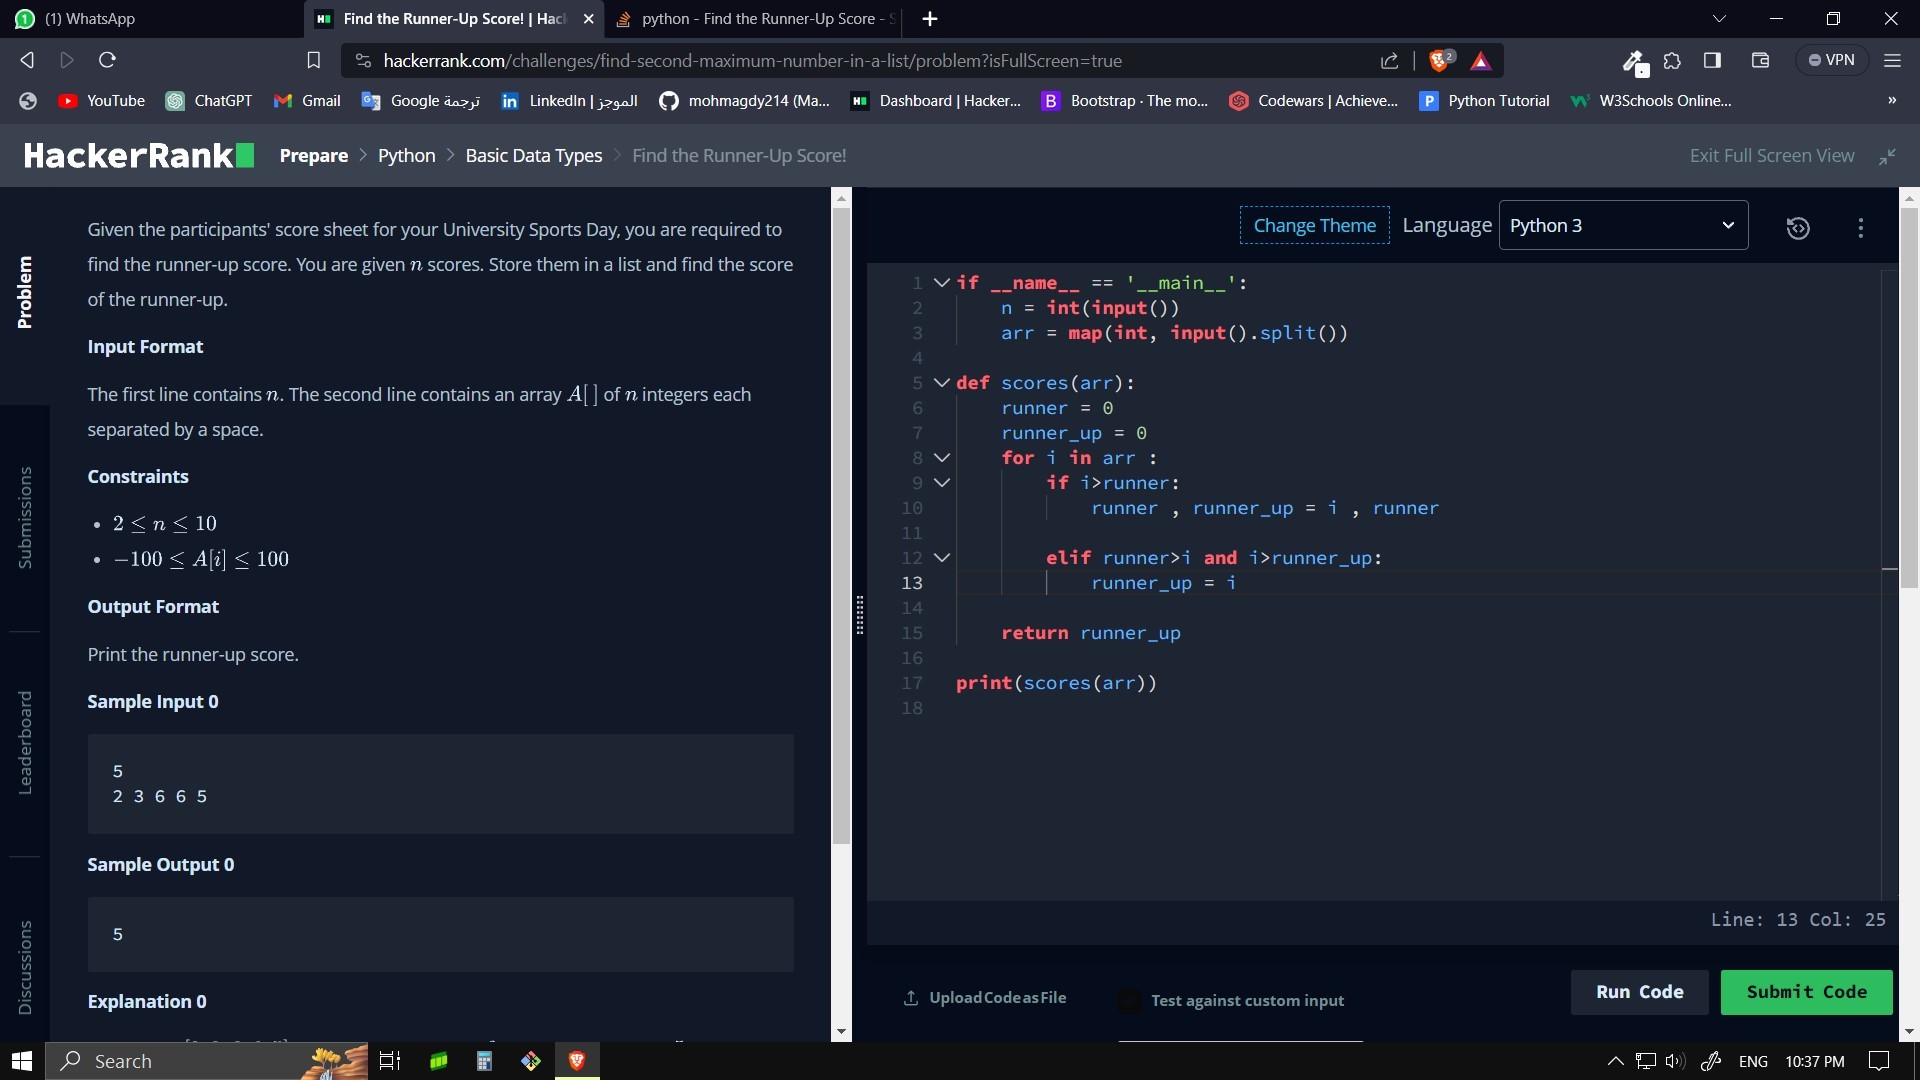 (1) WhatsApp
Find the Runner-Up Score! | Hac
python - Find the Runner-Up Score - S
hackerrank.com/challenges/find-second-maximum-number-in-a-list/problem?isFullScreen=true
2
VPN
YouTube
ChatGPT
Gmail
Google ترجمة
LinkedIn | الموجز
mohmagdy214 (Ma...
Dashboard | Hacker...
Bootstrap · The mo...
Codewars | Achieve...
Python Tutorial
W3Schools Online...
»
HackerRank
Prepare > Python > Basic Data Types > Find the Runner-Up Score!
Exit Full Screen View
Problem
Submissions
Leaderboard
Discussions
Given the participants' score sheet for your University Sports Day, you are required to
find the runner-up score. You are given n scores. Store them in a list and find the score
of the runner-up.
Input Format
The first line contains n. The second line contains an array A[ ] of n integers each
separated by a space.
Constraints
• 2 ≤ n ≤ 10
• −100 ≤ A[i] ≤ 100
Output Format
Print the runner-up score.
Sample Input 0
5
2 3 6 6 5
Sample Output 0
5
Explanation 0
Change Theme
Language
Python 3
1 if __name__ == '__main__':
2 n = int(input())
3 arr = map(int, input().split())
4
5 def scores(arr):
6 runner = 0
7 runner_up = 0
8 for i in arr :
9 if i>runner:
10 runner , runner_up = i , runner
11
12 elif runner>i and i>runner_up:
13 runner_up = i
14
15 return runner_up
16
17 print(scores(arr))
18
Line: 13 Col: 25
Upload Code as File
Test against custom input
Run Code
Submit Code
Search
ENG
10:37 PM